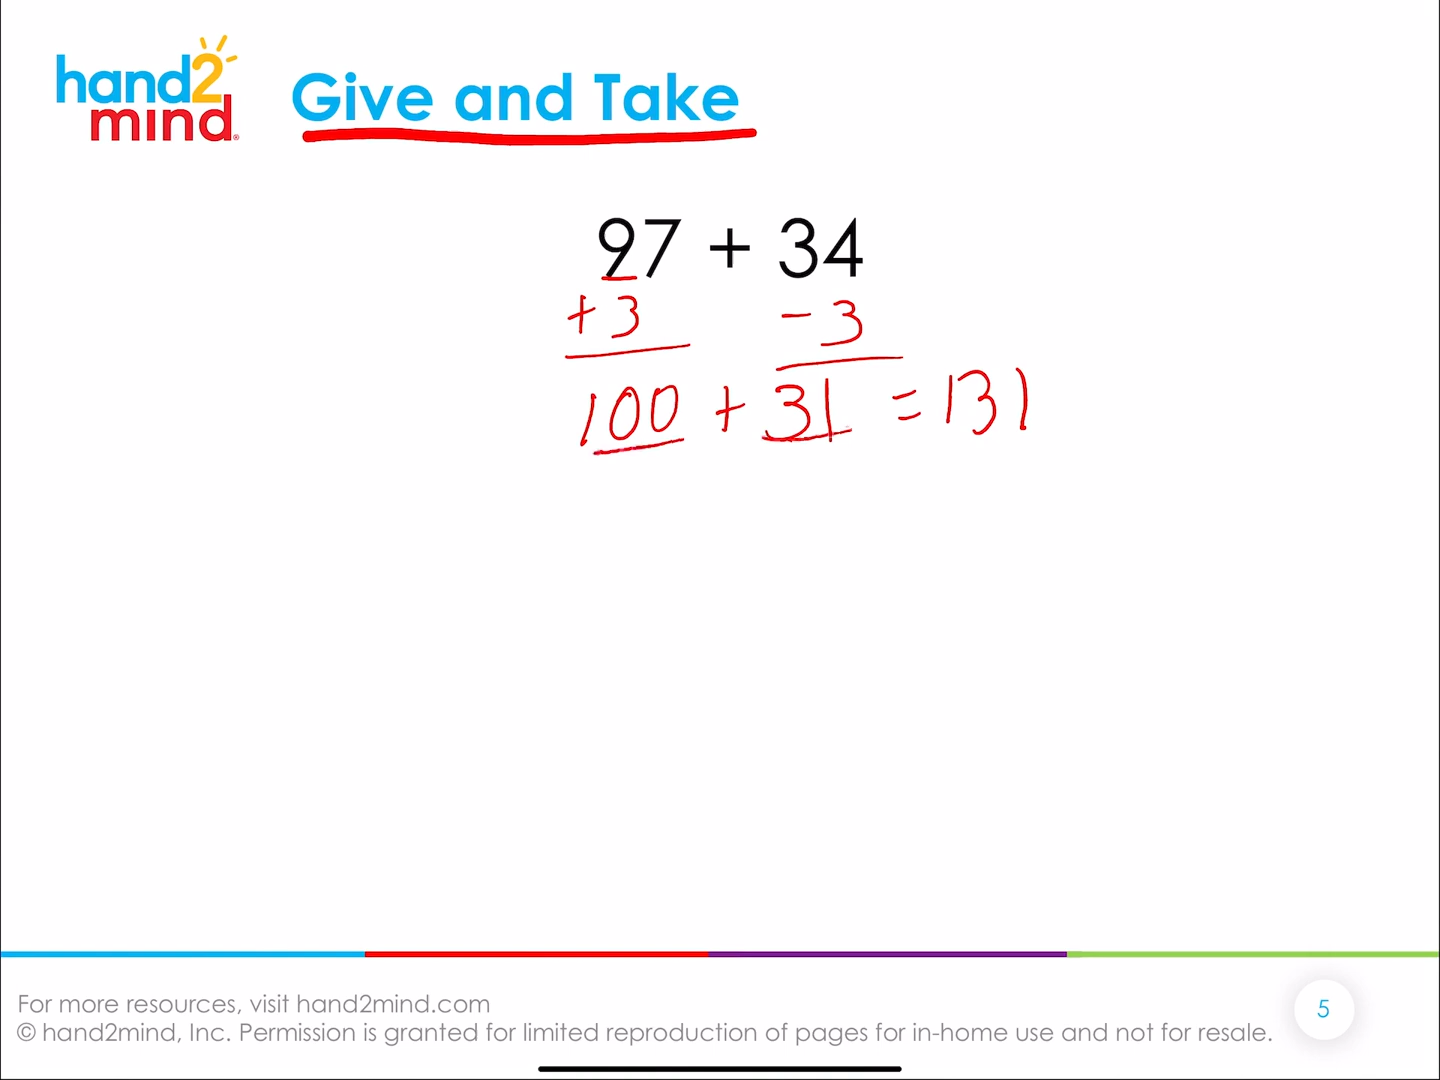 hand2
mind®
Give and Take
97 + 34
+3 -3
100 + 31 = 131
For more resources, visit hand2mind.com
© hand2mind, Inc. Permission is granted for limited reproduction of pages for in-home use and not for resale.
5